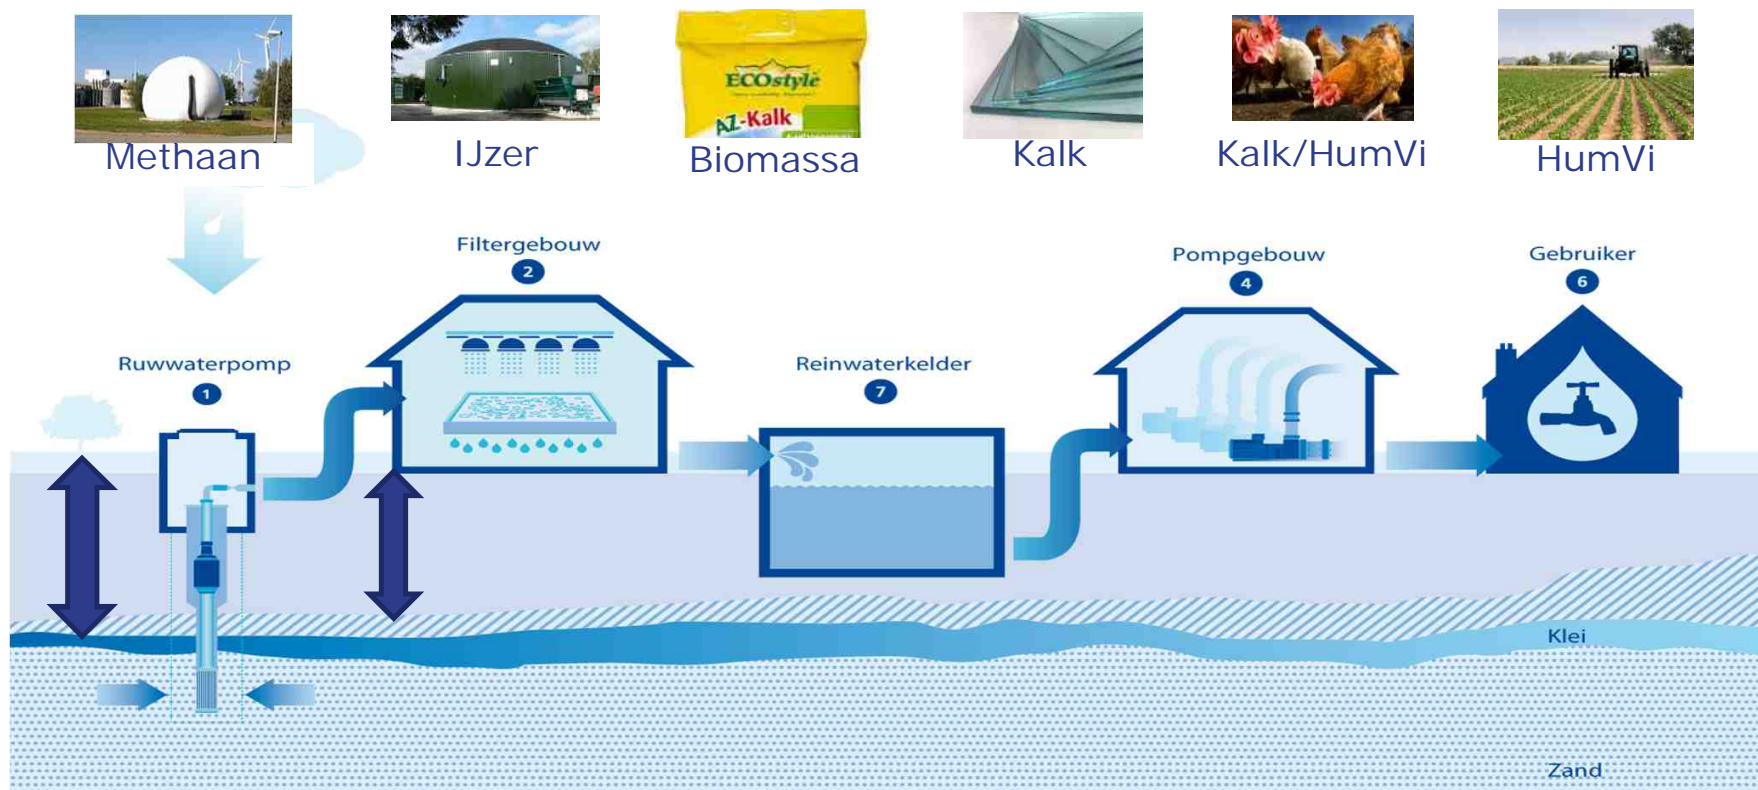 ECOstyle
AZ-Kalk
Methaan
IJzer
Biomassa
Kalk
Kalk/HumVi
HumVi
Filtergebouw
2
Pompgebouw
4
Gebruiker
6
Ruwwaterpomp
1
Reinwaterkelder
7
Klei
Zand